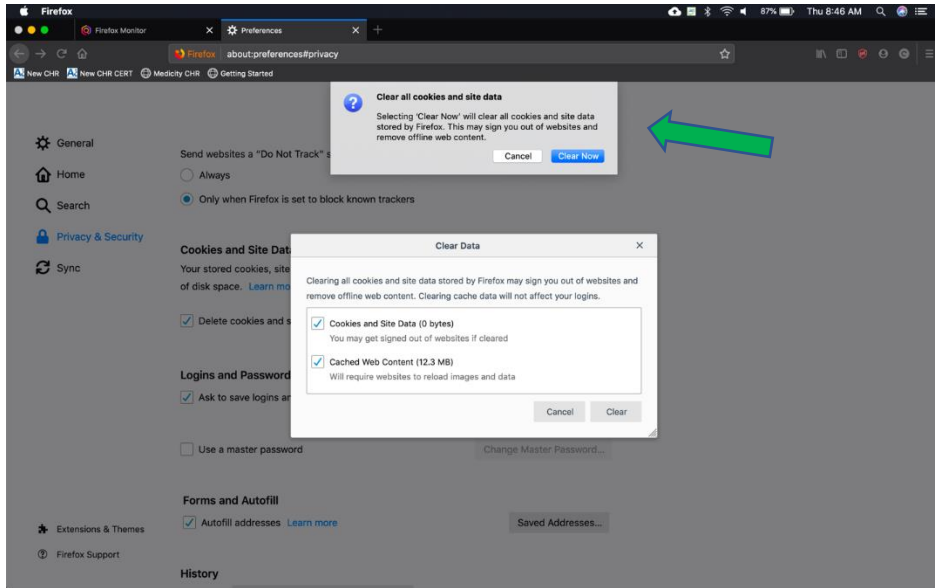 Firefox
87%
Thu 8:46 AM
Firefox Monitor
Preferences
Firefox
about:preferences#privacy
New CHR
New CHR CERT
Medicity CHR
Getting Started
Clear all cookies and site data
Selecting 'Clear Now' will clear all cookies and site data
stored by Firefox. This may sign you out of websites and
remove offline web content.
Cancel
Clear Now
General
Home
Search
Privacy & Security
Sync
Send websites a "Do Not Track" s
Always
Only when Firefox is set to block known trackers
Cookies and Site Dat
Your stored cookies, site
of disk space. Learn mo
Delete cookies and s
Clear Data
Clearing all cookies and site data stored by Firefox may sign you out of websites and
remove offline web content. Clearing cache data will not affect your logins.
Cookies and Site Data (0 bytes)
You may get signed out of websites if cleared
Cached Web Content (12.3 MB)
Will require websites to reload images and data
Cancel
Clear
Logins and Password
Ask to save logins an
Use a master password
Change Master Password...
Forms and Autofill
Autofill addresses Learn more
Saved Addresses...
Extensions & Themes
Firefox Support
History